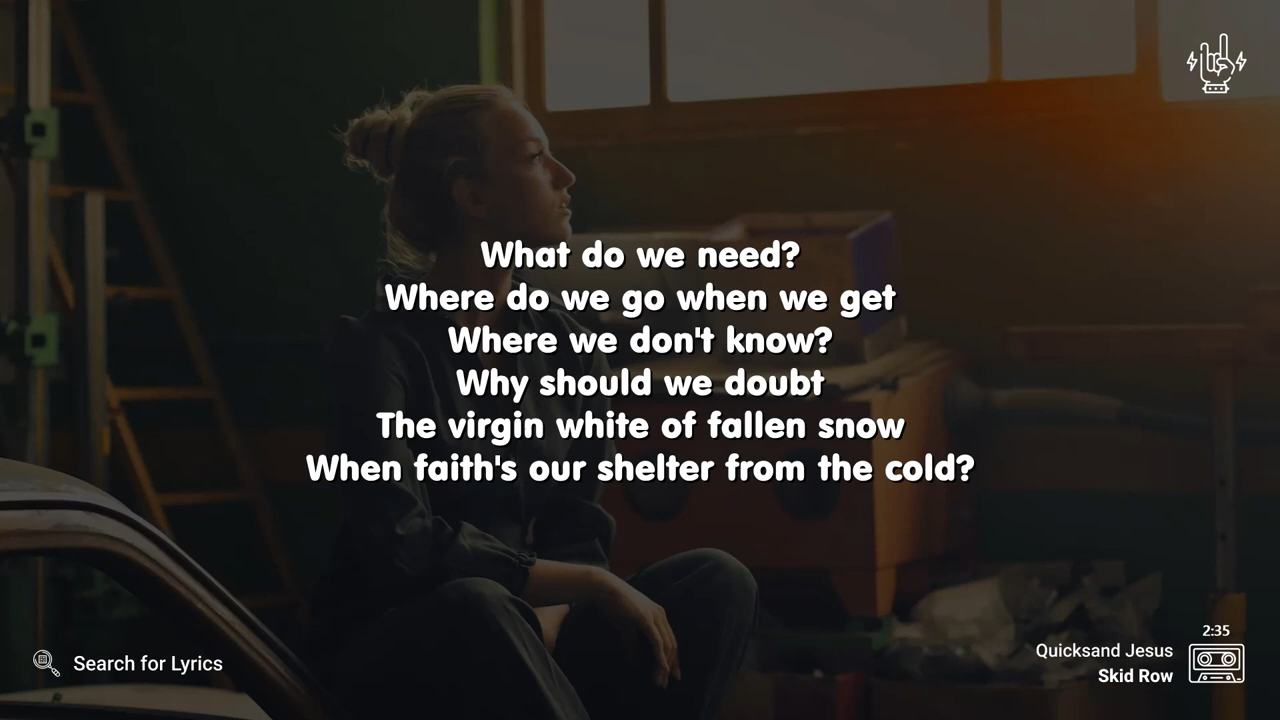 What do we need?
Where do we go when we get
Where we don't know?
Why should we doubt
The virgin white of fallen snow
When faith's our shelter from the cold?
2:35
Quicksand Jesus
Skid Row
Search for Lyrics